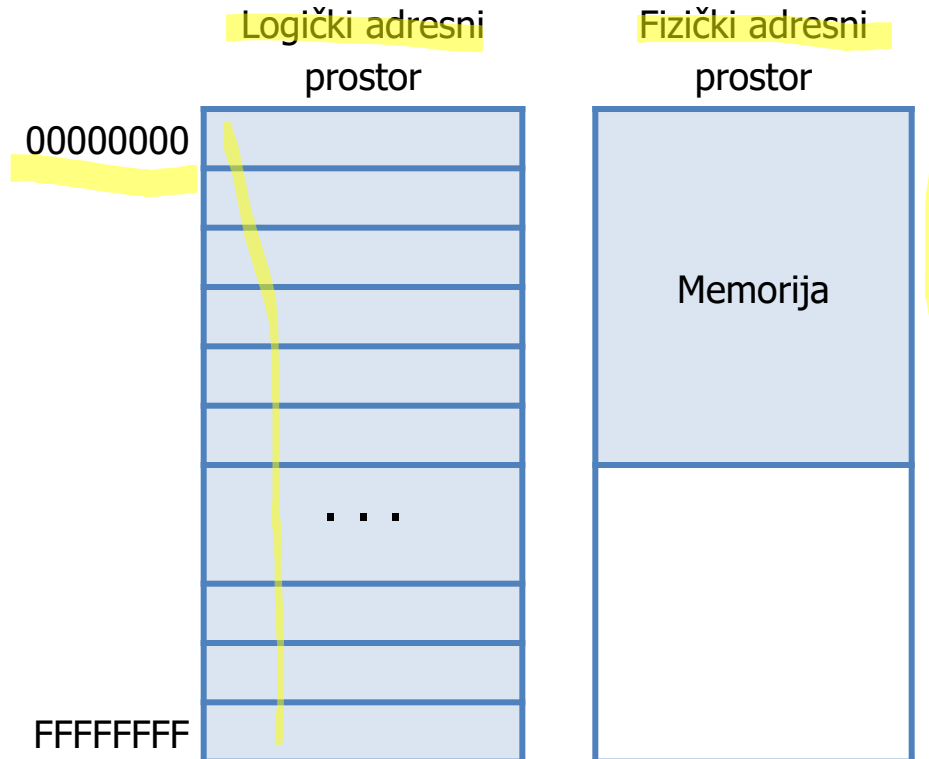 Logički adresni
prostor
Fizički adresni
prostor
00000000
Memorija
. . .
FFFFFFFF